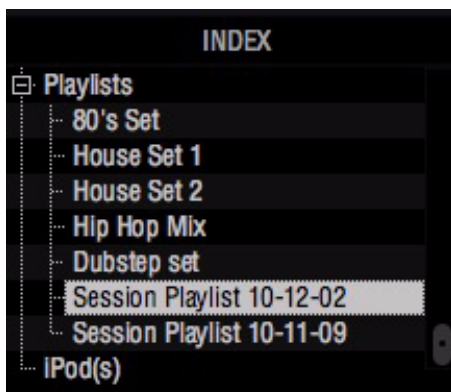 INDEX
Playlists
80's Set
House Set 1
House Set 2
Hip Hop Mix
Dubstep set
Session Playlist 10-12-02
Session Playlist 10-11-09
iPod(s)